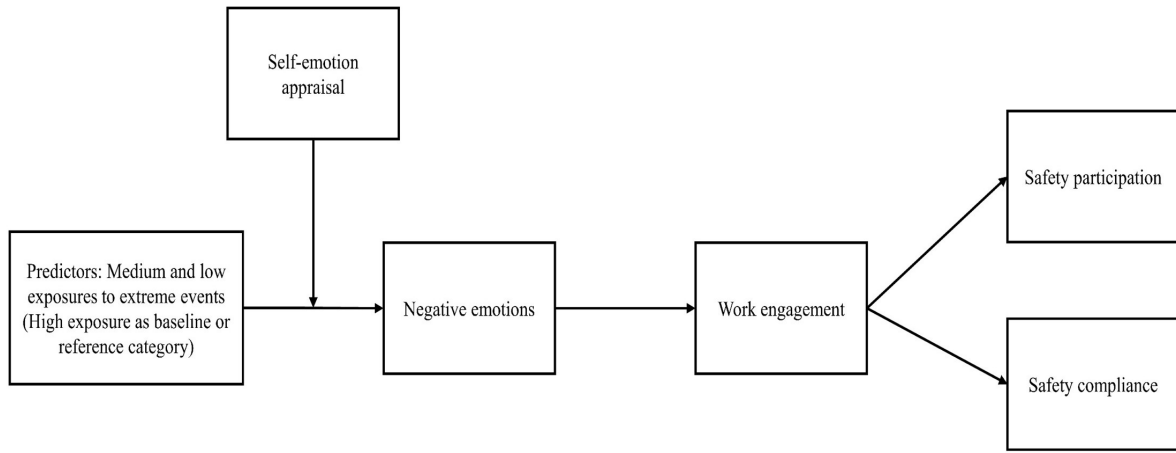 Self-emotion
appraisal
Safety participation
Predictors: Medium and low
exposures to extreme events
(High exposure as baseline or
reference category)
Negative emotions
Work engagement
Safety compliance